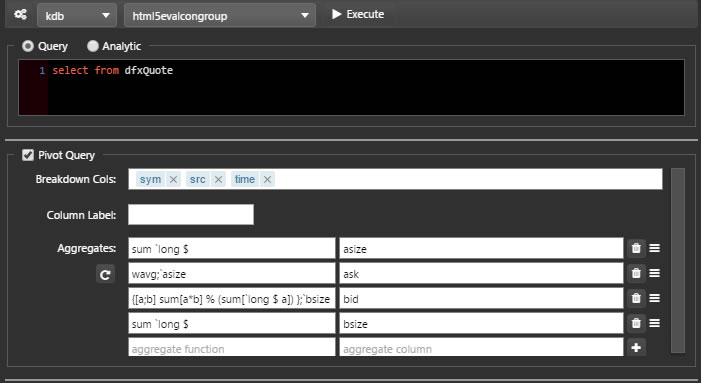 kdb html5evalcongroup Execute
Query Analytic
1 select from dfxQuote
Pivot Query
Breakdown Cols: sym × src × time ×
Column Label:
Aggregates: sum `long $ asize
wavg;`asize ask
{[a;b] sum[a*b] % (sum[`long $ a]) };`bsize bid
sum `long $ bsize
aggregate function aggregate column